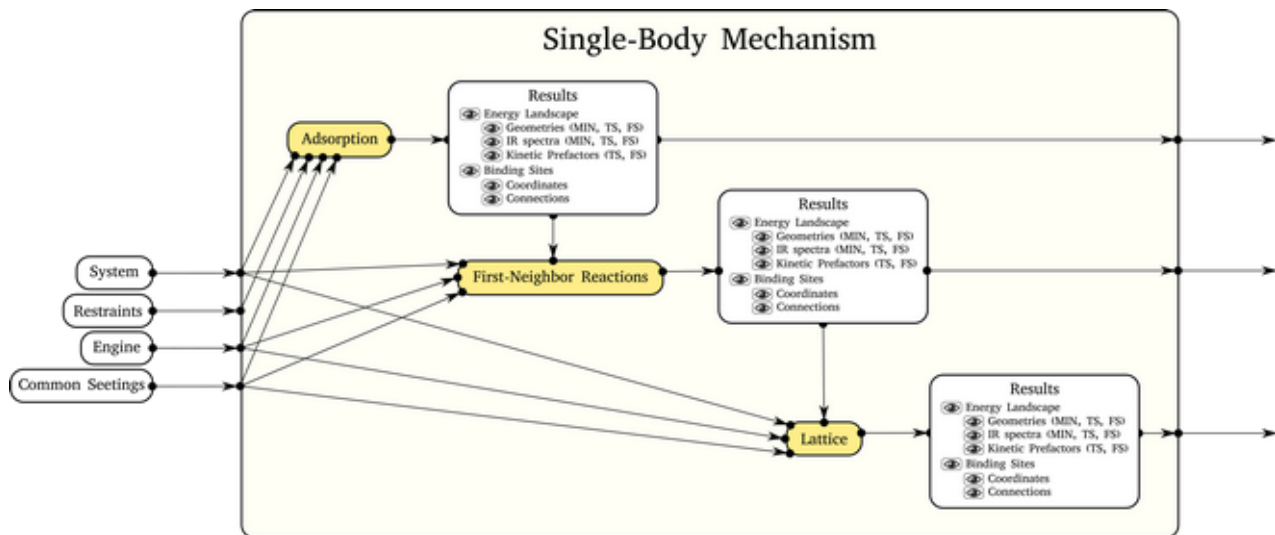 Single-Body Mechanism
Adsorption
Results
Energy Landscape
Geometries (MIN, TS, FS)
IR spectra (MIN, TS, FS)
Kinetic Prefactors (TS, FS)
Binding Sites
Coordinates
Connections
System
Restraints
Engine
Common Seetings
First-Neighbor Reactions
Results
Energy Landscape
Geometries (MIN, TS, FS)
IR spectra (MIN, TS, FS)
Kinetic Prefactors (TS, FS)
Binding Sites
Coordinates
Connections
Lattice
Results
Energy Landscape
Geometries (MIN, TS, FS)
IR spectra (MIN, TS, FS)
Kinetic Prefactors (TS, FS)
Binding Sites
Coordinates
Connections